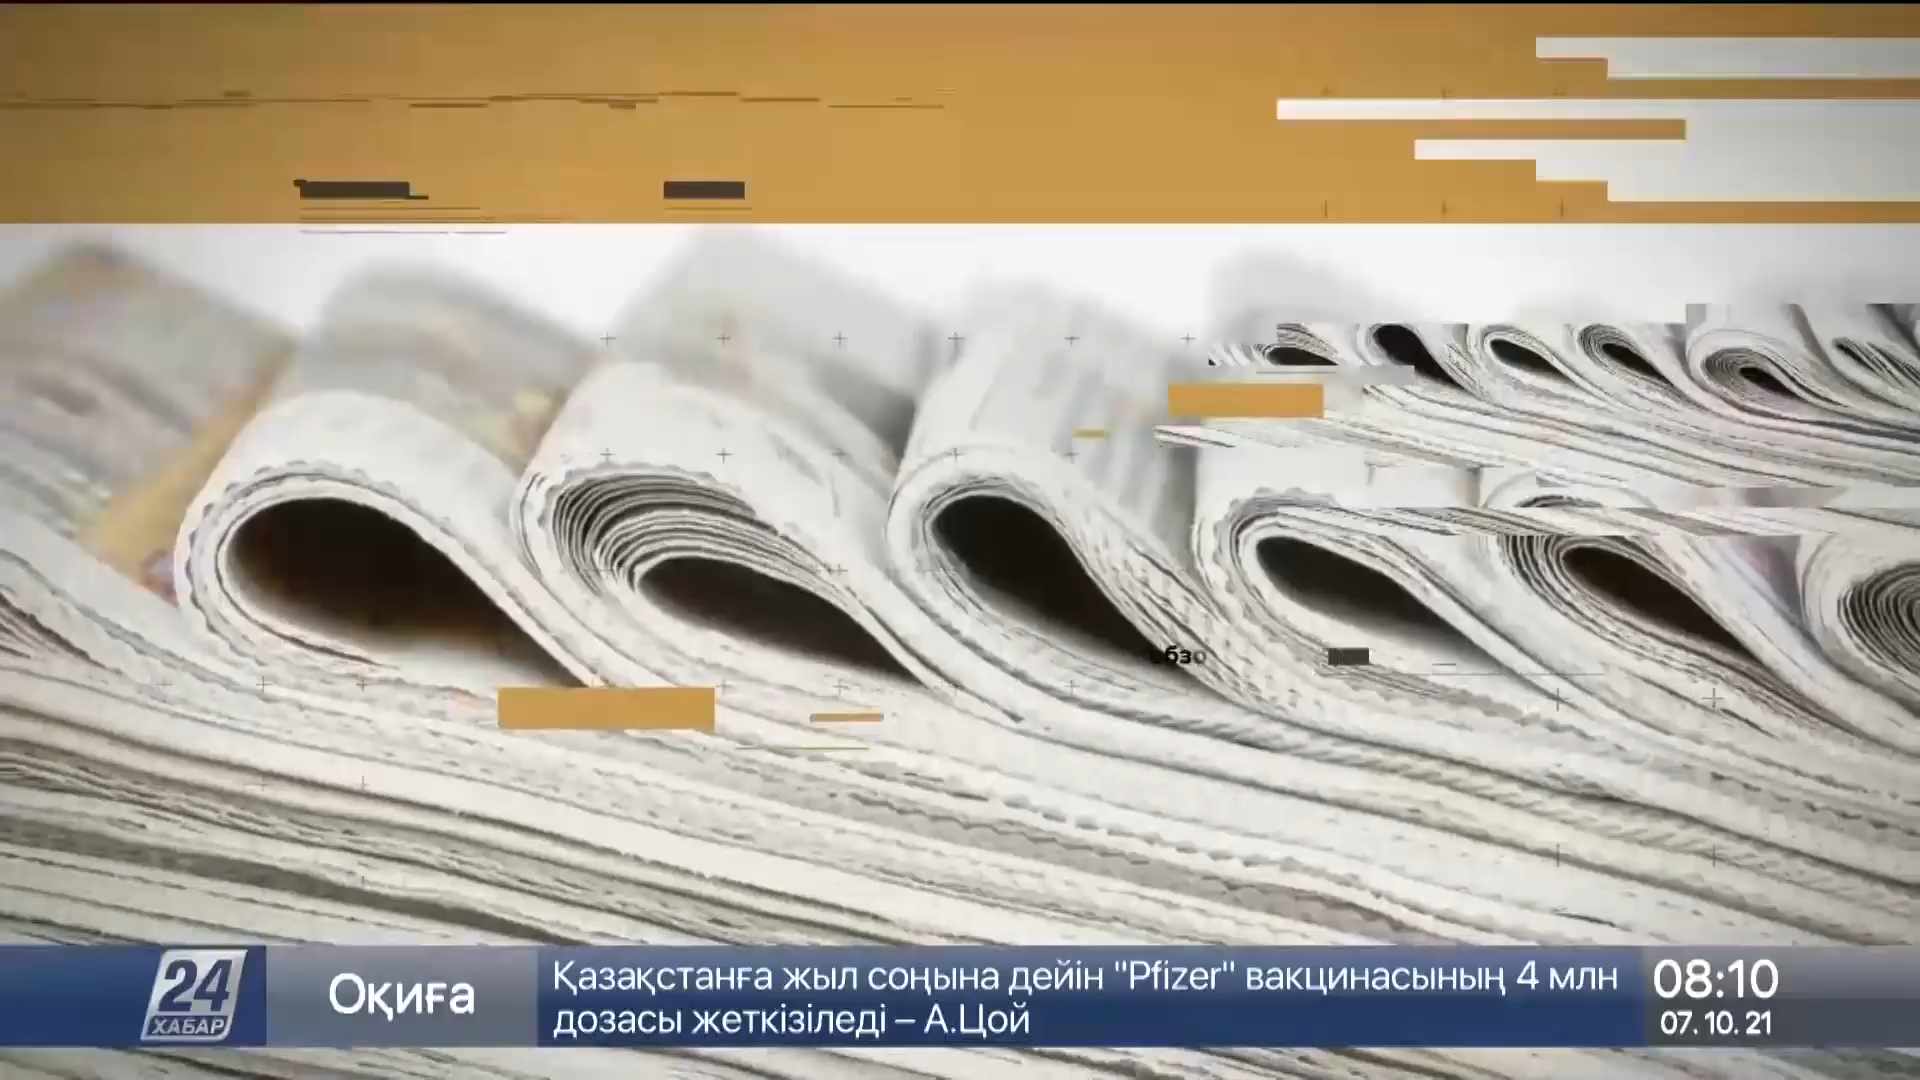 24
ХАБАР
Оқиға
Қазақстанға жыл соңына дейін "Pfizer" вакцинасының 4 млн
дозасы жеткізіледі – А.Цой
08:10
07. 10. 21